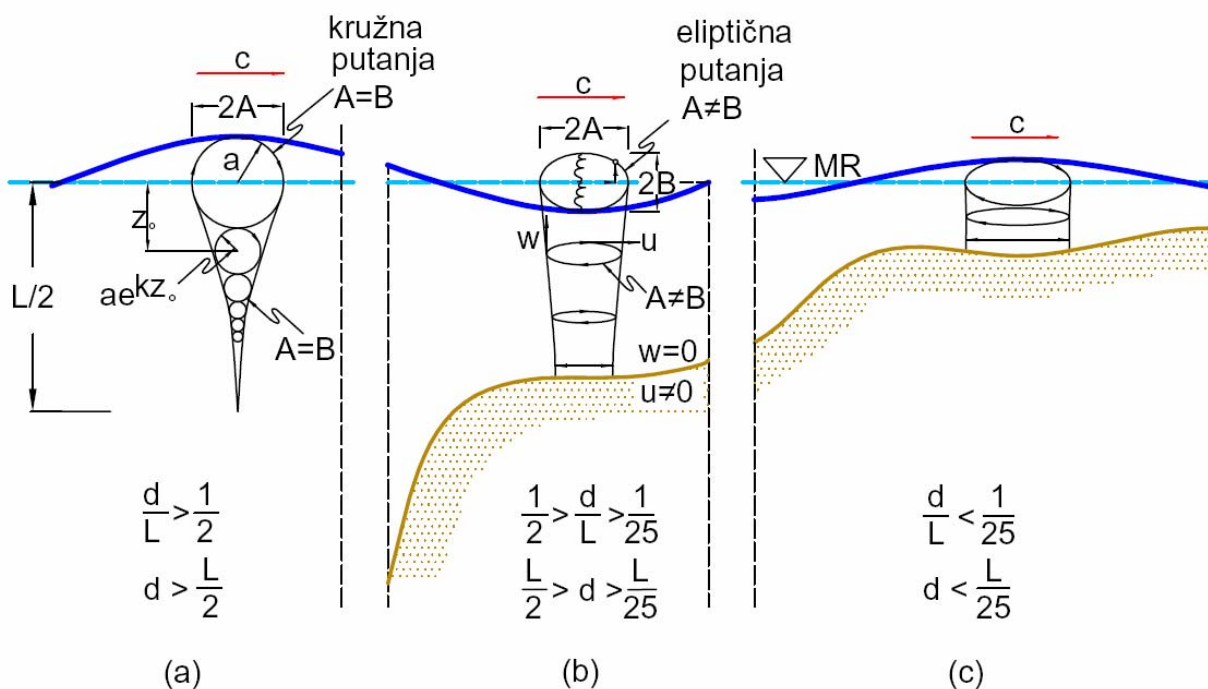 kružna
putanja
A=B
c
2A
a
z₀
ae^kz₀
L/2
A=B
d/L > 1/2
d > L/2
(a)
eliptična
putanja
A≠B
c
2A
2B
w
u
A≠B
w=0
u≠0
1/2 > d/L > 1/25
L/2 > d > L/25
(b)
c
MR
d/L < 1/25
d < L/25
(c)